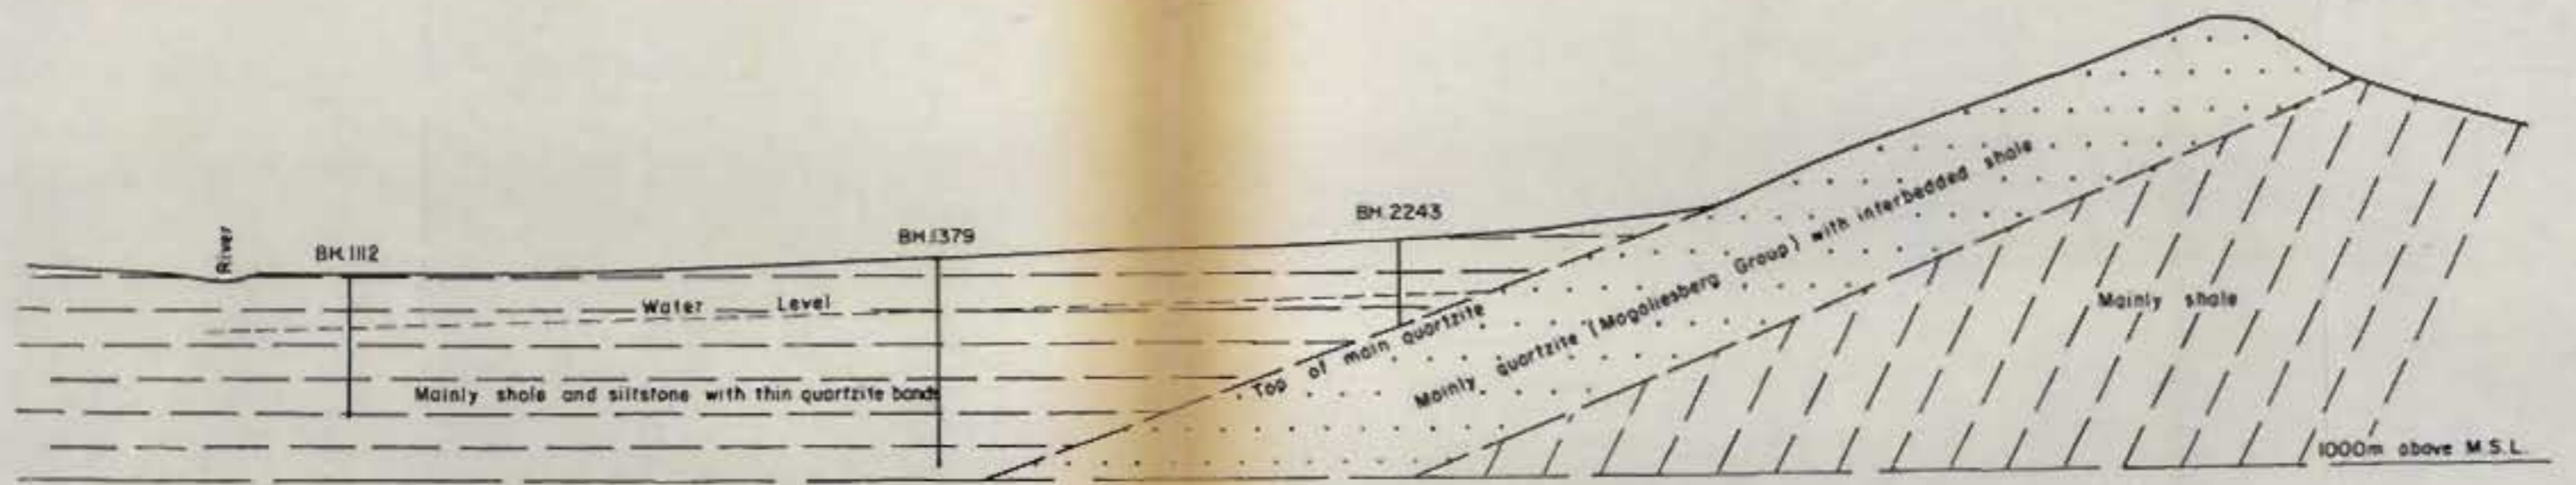 River
BH.1112
BH.1379
BH.2243
Water Level
Mainly shale and siltstone with thin quartzite bands
Top of main quartzite
Mainly quartzite (Magaliesberg Group) with interbedded shale
Mainly shale
1000m above M.S.L.